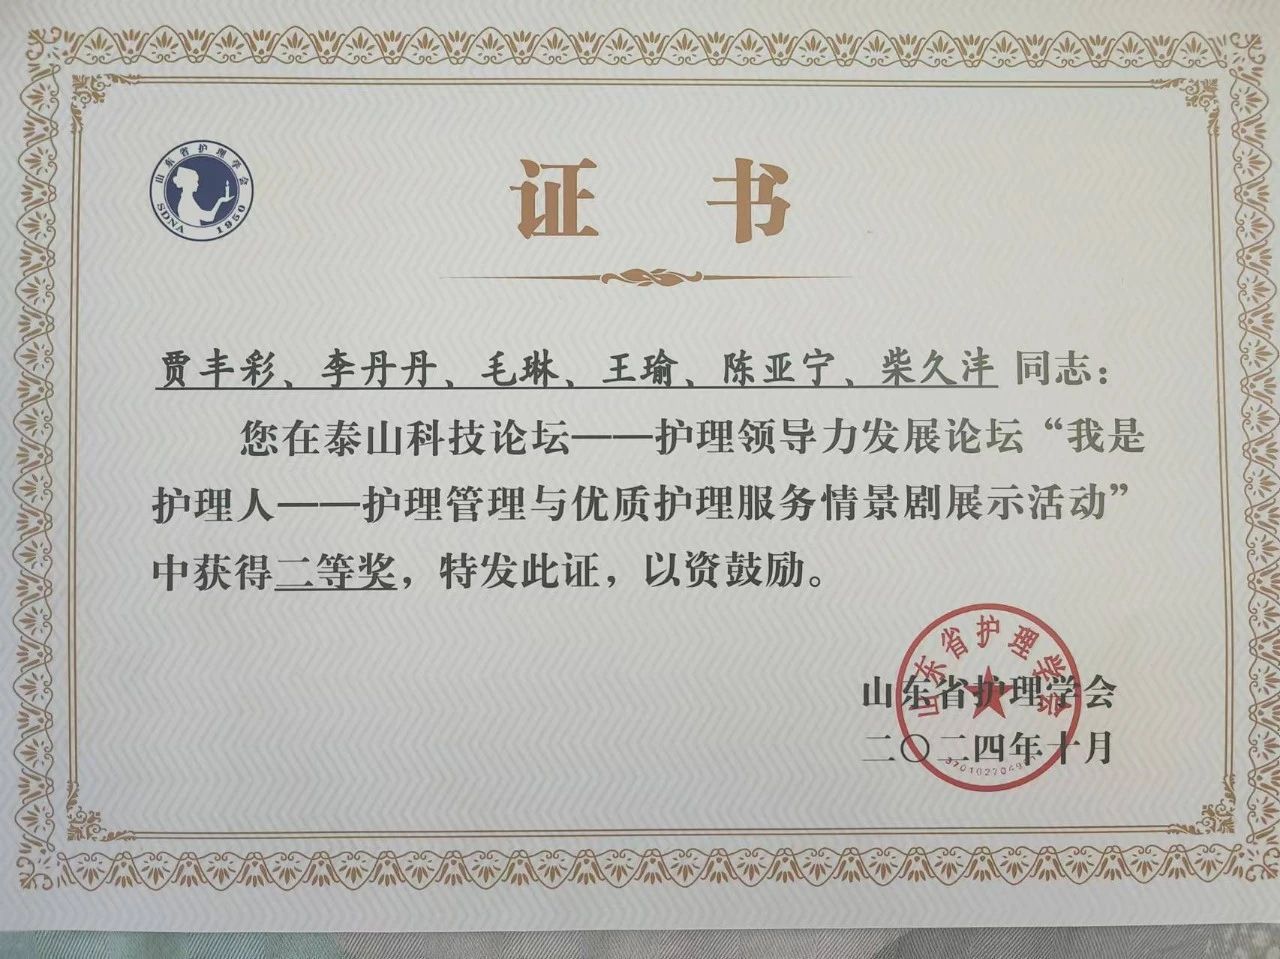 山东省护理学会
SDNA 1950
证 书
贾丰彩、李丹丹、毛琳、王瑜、陈亚宁、柴久沣 同志：
您在泰山科技论坛——护理领导力发展论坛“我是
护理人——护理管理与优质护理服务情景剧展示活动”
中获得二等奖，特发此证，以资鼓励。
山东省护理学会
山东省护理学会
二〇二四年十月